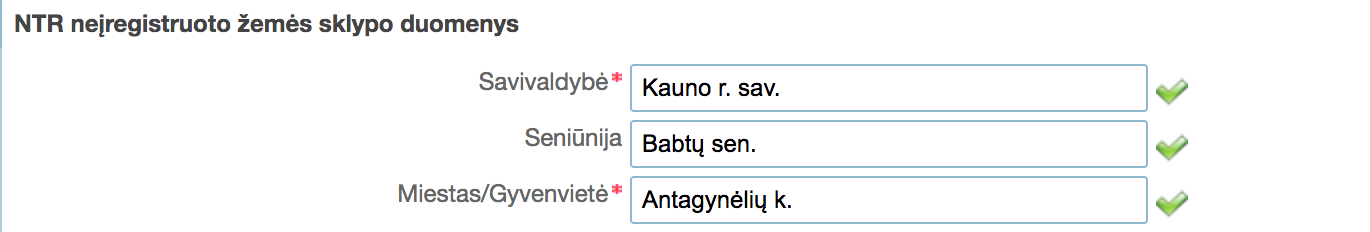 NTR neįregistruoto žemės sklypo duomenys
Savivaldybė* Kauno r. sav.
Seniūnija Babtų sen.
Miestas/Gyvenvietė* Antagynėlių k.